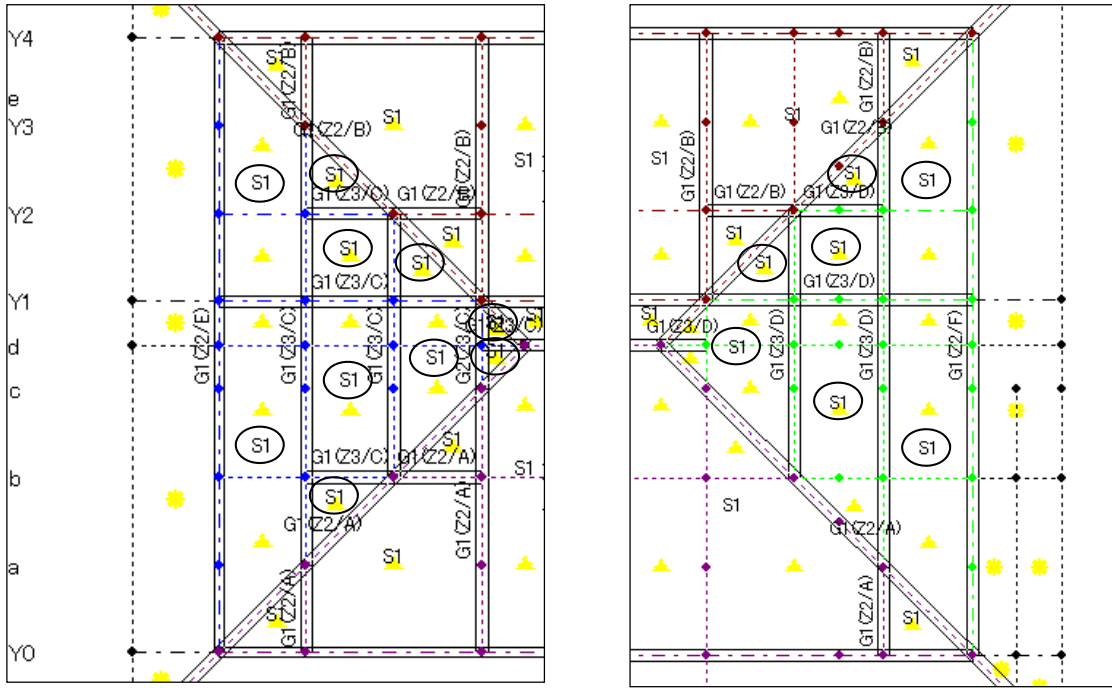 Y4
S1
G1(Z2/B)
e
Y3
G1(Z2/B)
S1
S1
S1
S1
G1(Z2/B)
G1(Z3/C)
G1(Z2/B)
Y2
S1
S1
S1
G1(Z3/C)
Y1
G1(Z2/E)
G1(Z3/C)
G1(Z3/C)
S1
d
S1
S1
c
S1
S1
S1
S1
b
G1(Z3/C)
G1(Z2/A)
S1
G1(Z2/A)
G1(Z2/A)
a
S1
G1(Z2/A)
S1
Y0
S1
G1(Z2/B)
S1
G1(Z2/B)
S1
G1(Z2/B)
S1
S1
G1(Z2/B)
G1(Z3/D)
S1
S1
S1
G1(Z3/D)
S1
G1(Z3/D)
G1(Z3/D)
G1(Z3/D)
G1(Z2/F)
S1
S1
S1
S1
G1(Z2/A)
G1(Z2/A)
S1